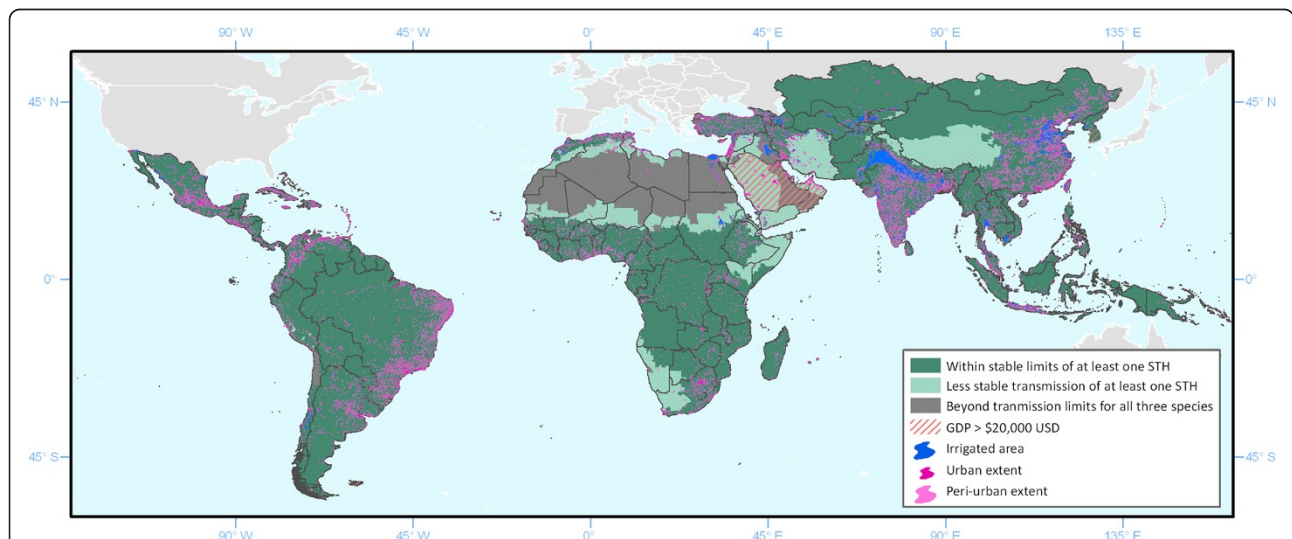 90° W 45° W 0° 45° E 90° E 135° E
45° N 45° N
0° 0°
45° S 45° S
Within stable limits of at least one STH
Less stable transmission of at least one STH
Beyond tranmission limits for all three species
GDP > $20,000 USD
Irrigated area
Urban extent
Peri-urban extent
90° W 45° W 0° 45° E 90° E 135° E